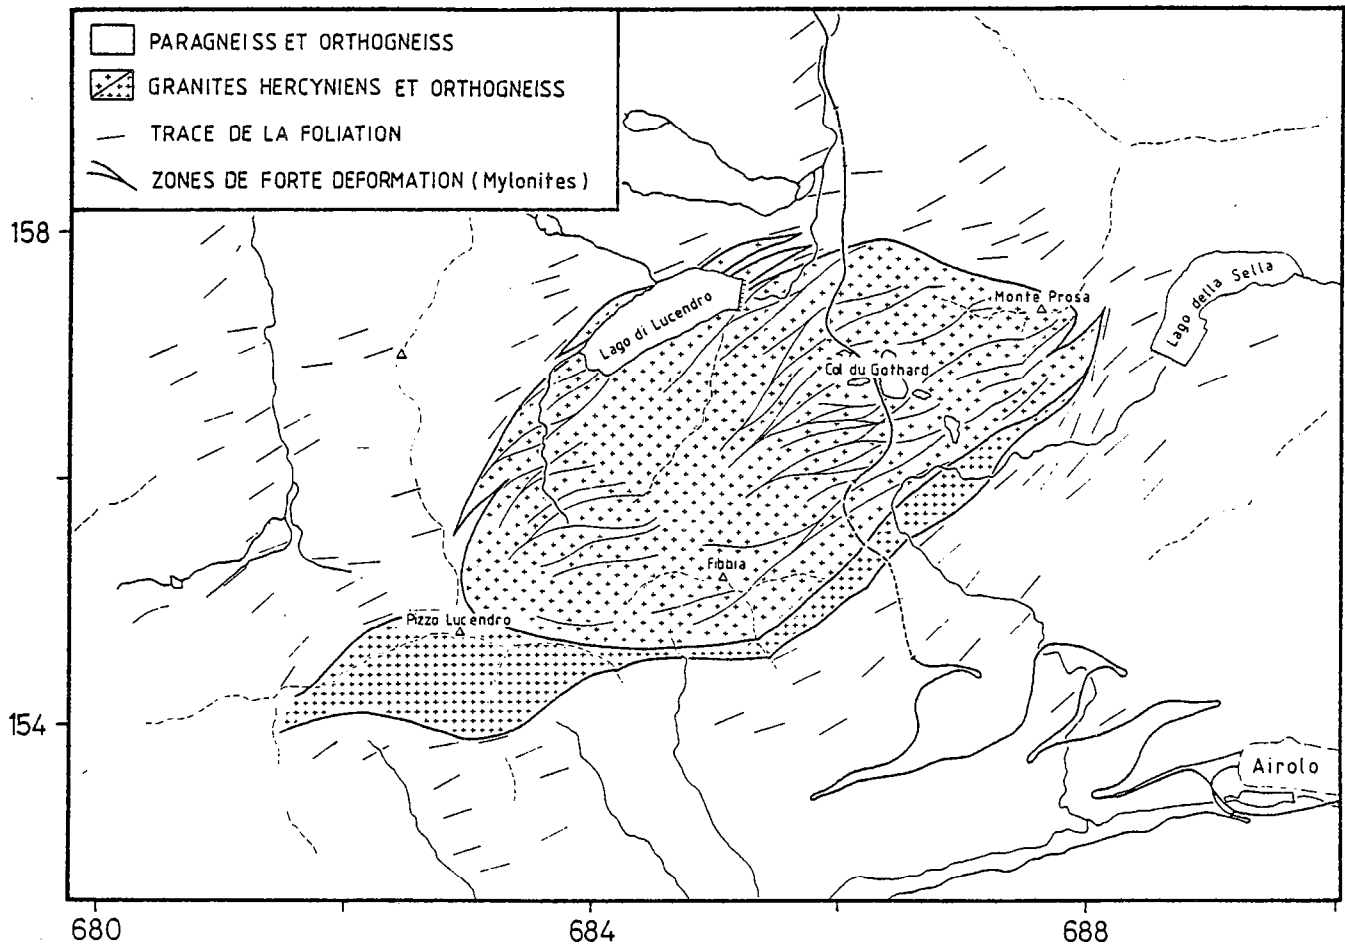 PARAGNEISS ET ORTHOGNEISS
GRANITES HERCYNIENS ET ORTHOGNEISS
TRACE DE LA FOLIATION
ZONES DE FORTE DEFORMATION (Mylonites)
158
Lago di Lucendro
Monte Prosa
Lago della Sella
Col du Gothard
Fibbia
Pizzo Lucendro
154
Airolo
680
684
688